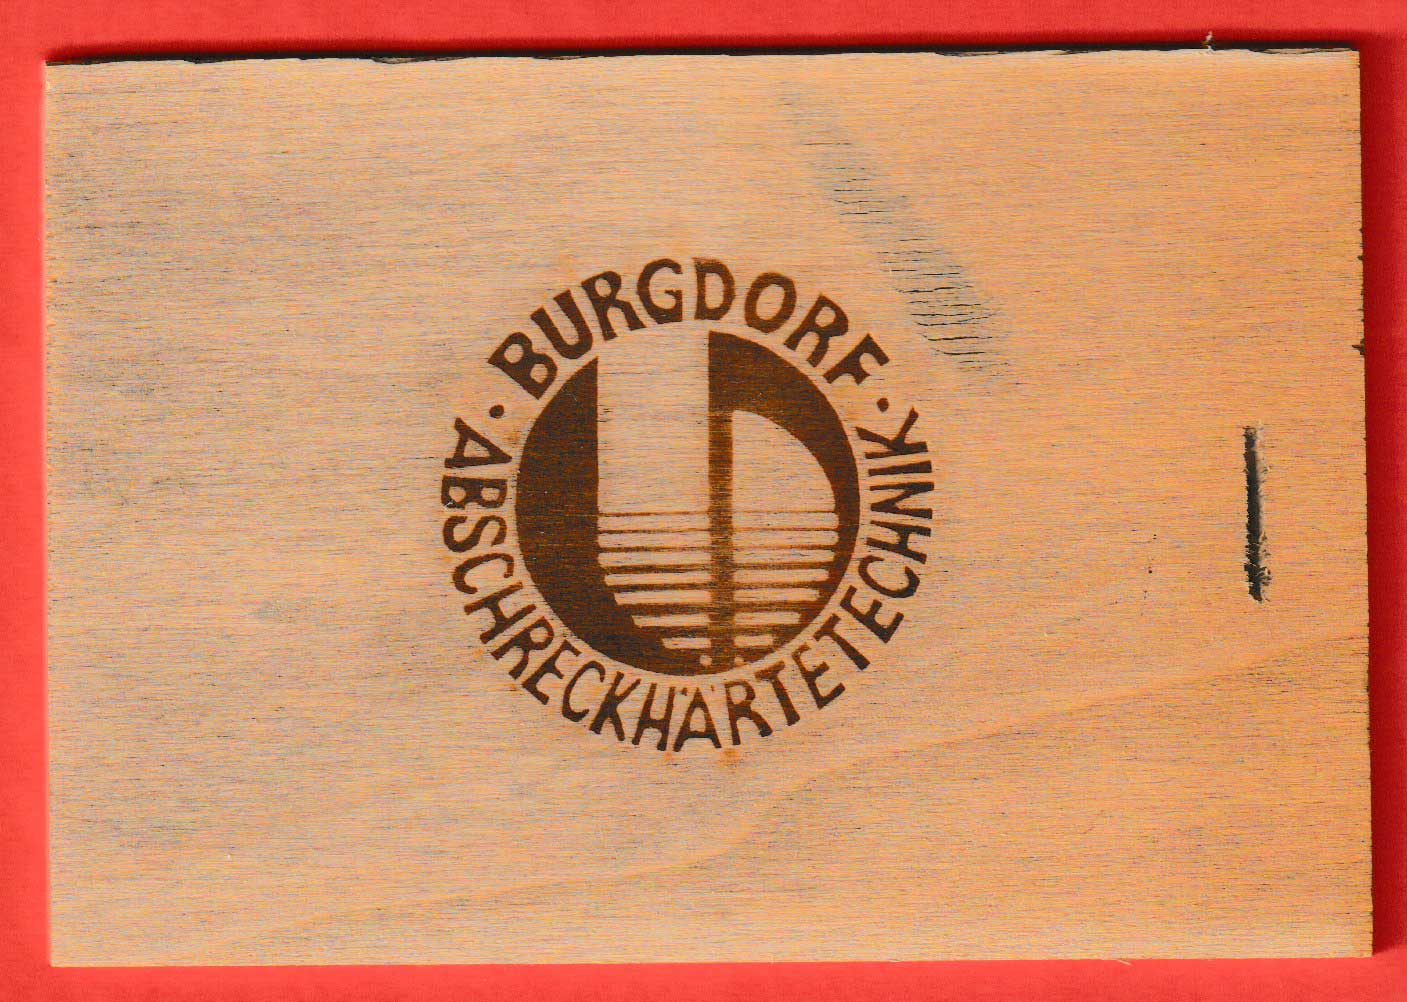 · BURGDORF ·
ABSCHRECKHÄRTETECHNIK